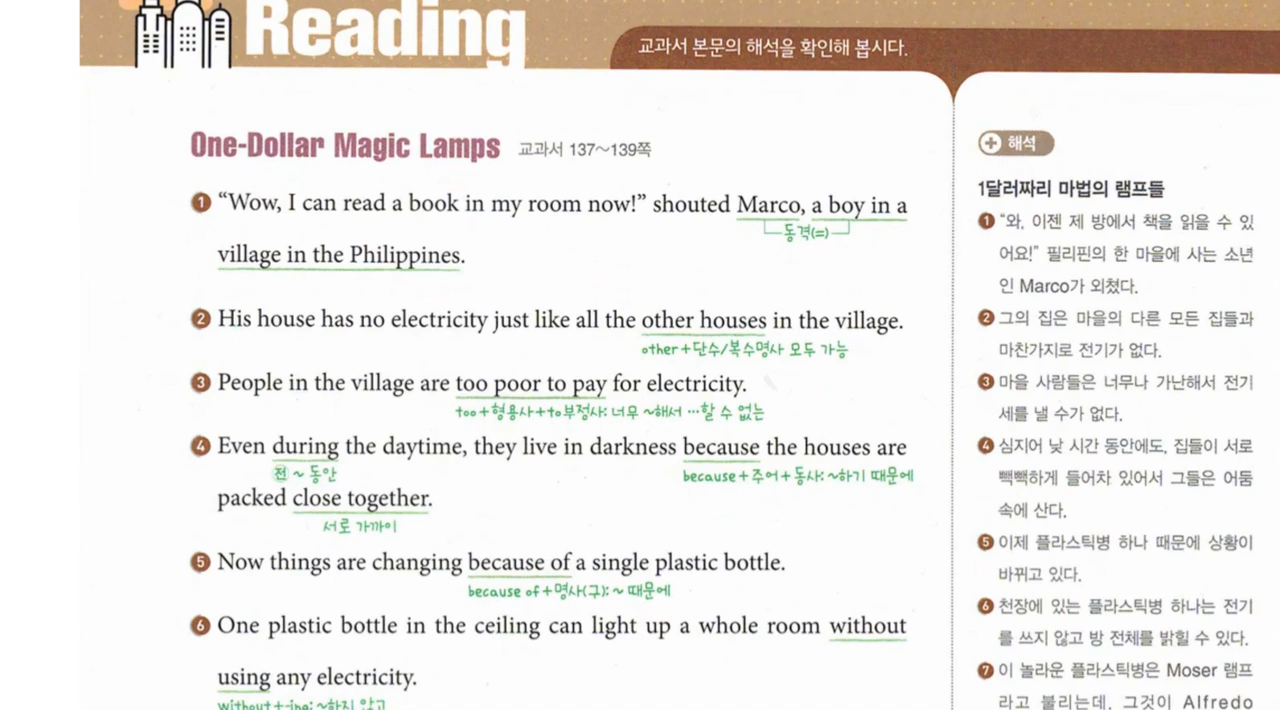 Reading
교과서 본문의 해석을 확인해 봅시다.
One-Dollar Magic Lamps 교과서 137~139쪽
1 “Wow, I can read a book in my room now!” shouted Marco, a boy in a
동격(=)
village in the Philippines.
2 His house has no electricity just like all the other houses in the village.
other+단수/복수명사 모두 가능
3 People in the village are too poor to pay for electricity.
too+형용사+to부정사: 너무 ~해서 …할 수 없는
4 Even during the daytime, they live in darkness because the houses are
전 ~ 동안 because+주어+동사: ~하기 때문에
packed close together.
서로 가까이
5 Now things are changing because of a single plastic bottle.
because of+명사(구): ~ 때문에
6 One plastic bottle in the ceiling can light up a whole room without
using any electricity.
without+-ing: ~하지 않고
해석
1달러짜리 마법의 램프들
1 “와, 이젠 제 방에서 책을 읽을 수 있
어요!” 필리핀의 한 마을에 사는 소년
인 Marco가 외쳤다.
2 그의 집은 마을의 다른 모든 집들과
마찬가지로 전기가 없다.
3 마을 사람들은 너무나 가난해서 전기
세를 낼 수가 없다.
4 심지어 낮 시간 동안에도, 집들이 서로
빽빽하게 들어차 있어서 그들은 어둠
속에 산다.
5 이제 플라스틱병 하나 때문에 상황이
바뀌고 있다.
6 천장에 있는 플라스틱병 하나는 전기
를 쓰지 않고 방 전체를 밝힐 수 있다.
7 이 놀라운 플라스틱병은 Moser 램프
라고 불리는데, 그것이 Alfredo